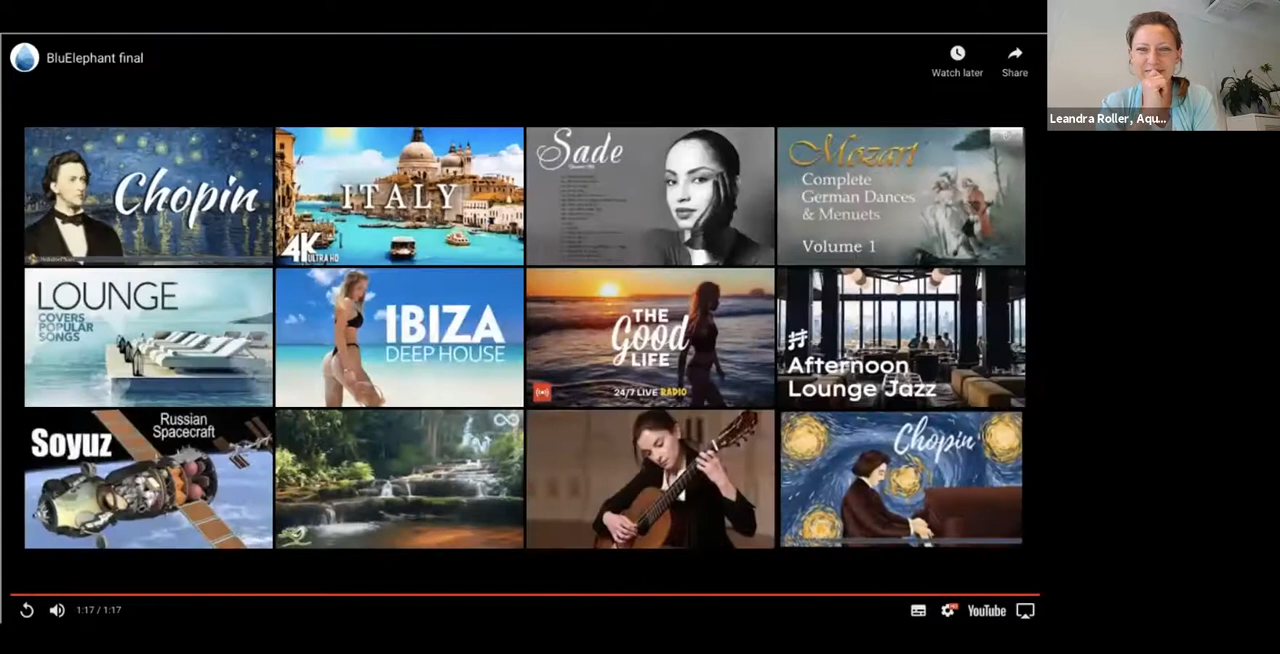 BluElephant final
Watch later
Share
Leandra Roller, Aqu...
Chopin
ITALY
4K
ULTRA HD
Sade
Mozart
Complete
German Dances
& Menuets
Volume 1
LOUNGE
COVERS
POPULAR
SONGS
IBIZA
DEEP HOUSE
THE
Good
LIFE
24/7 LIVE RADIO
Afternoon
Lounge Jazz
Soyuz
Russian
Spacecraft
Chopin
1:17 / 1:17
YouTube